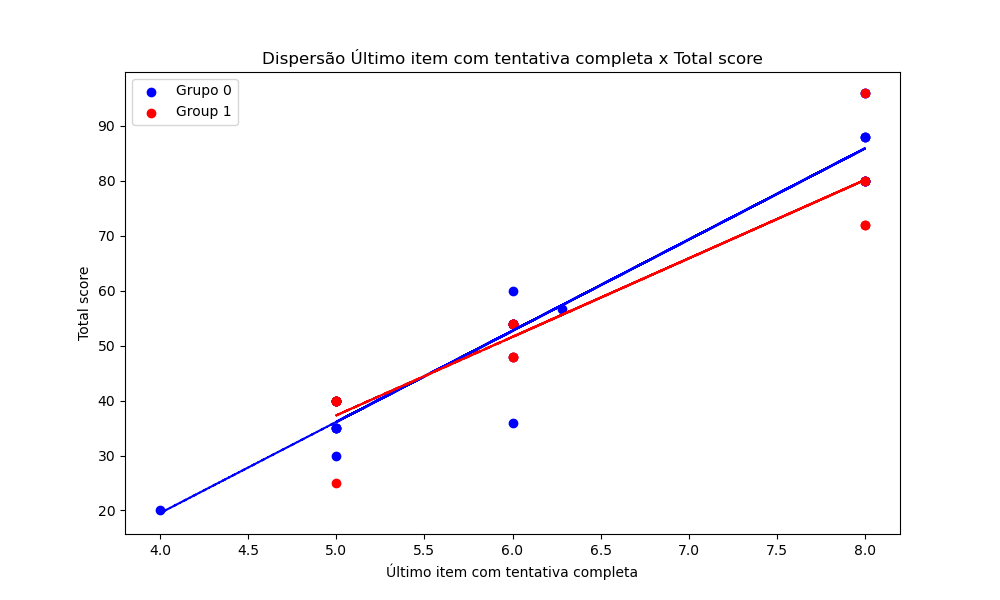 Dispersão Último item com tentativa completa x Total score
Grupo 0
Group 1
Total score
90
80
70
60
50
40
30
20
4.0 4.5 5.0 5.5 6.0 6.5 7.0 7.5 8.0
Último item com tentativa completa